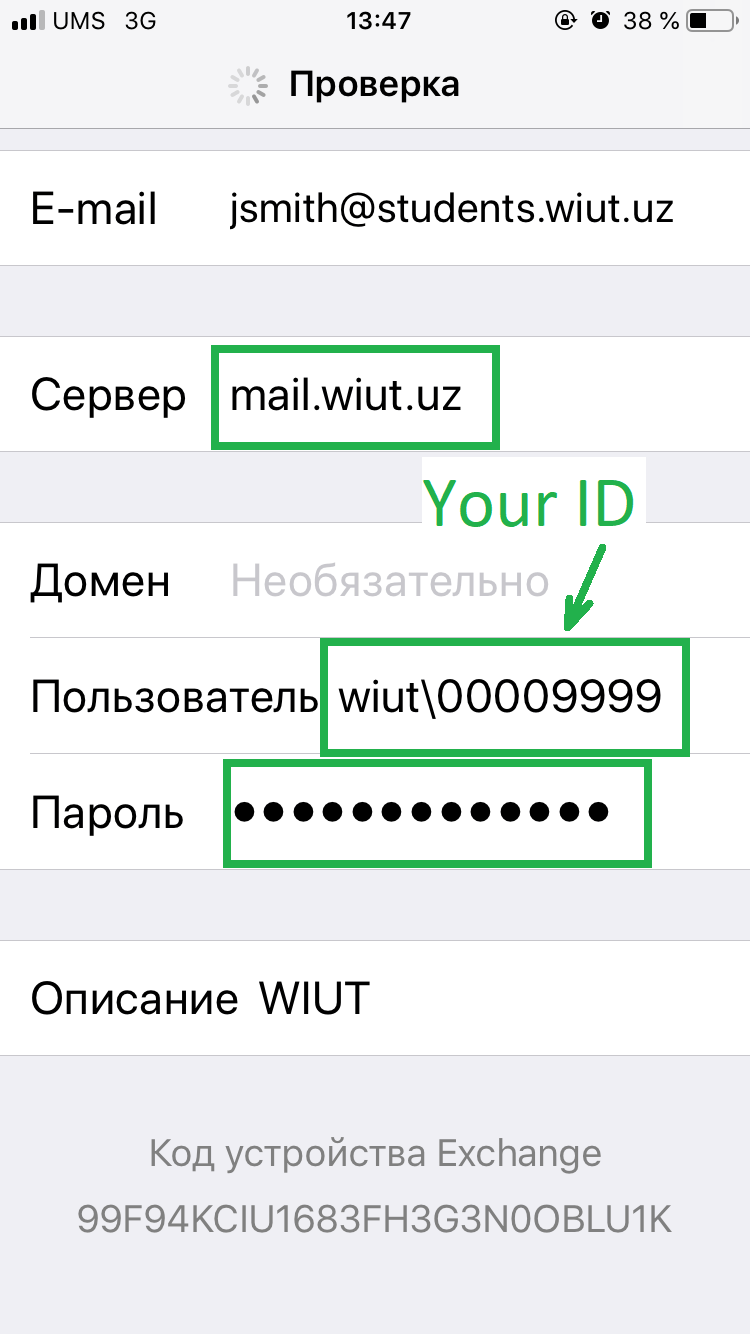 UMS 3G 13:47 38 %
Проверка
E-mail jsmith@students.wiut.uz
Сервер mail.wiut.uz
Your ID
Домен Необязательно
Пользователь wiut\00009999
Пароль ●●●●●●●●●●●●●
Описание WIUT
Код устройства Exchange
99F94KCIU1683FH3G3N0OBLU1K